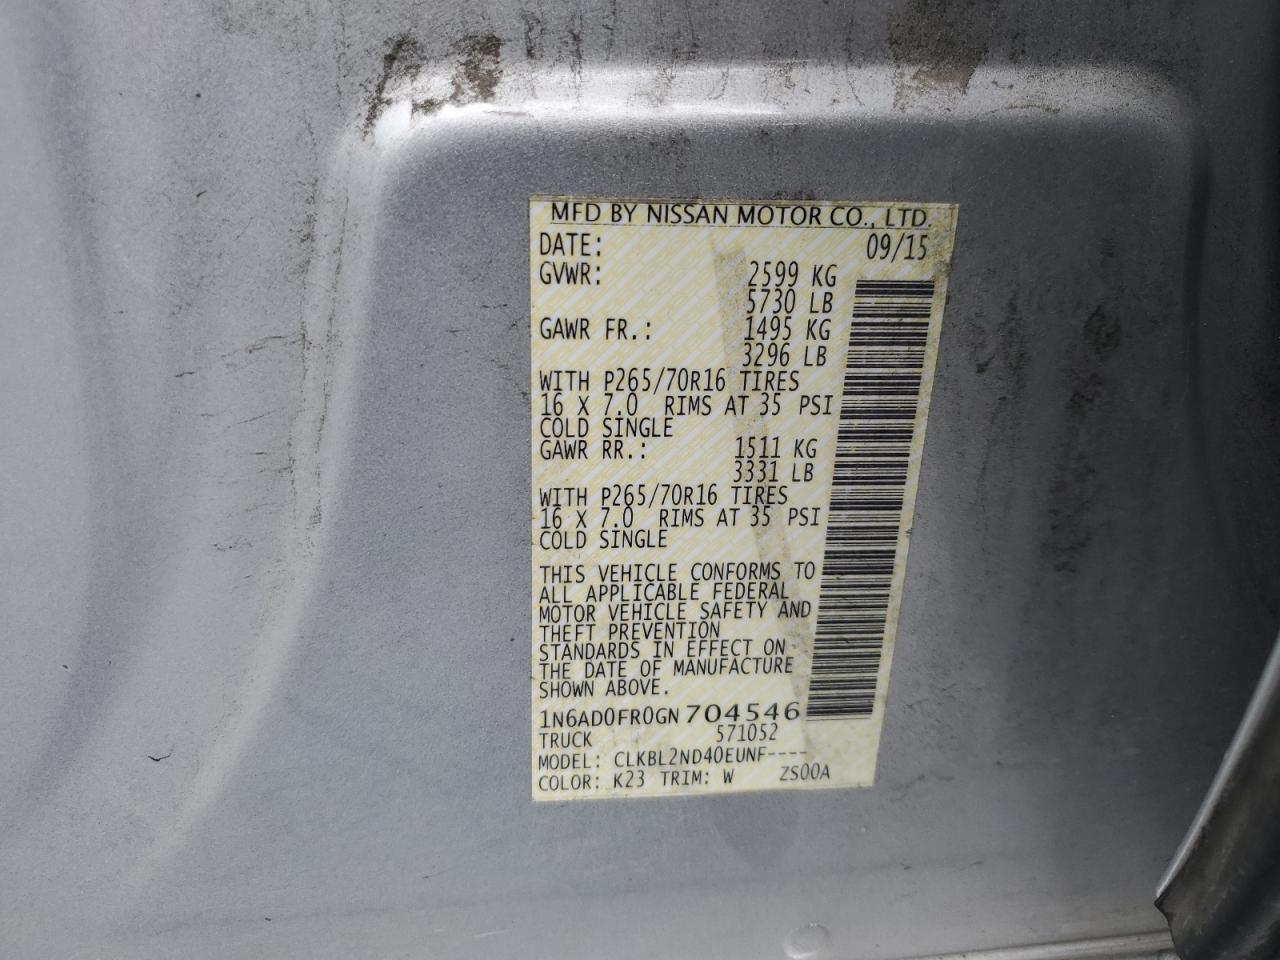 MFD BY NISSAN MOTOR CO., LTD.
DATE: 09/15
GVWR: 2599 KG
5730 LB
GAWR FR.: 1495 KG
3296 LB
WITH P265/70R16 TIRES
16 X 7.0 RIMS AT 35 PSI
COLD SINGLE
GAWR RR.: 1511 KG
3331 LB
WITH P265/70R16 TIRES
16 X 7.0 RIMS AT 35 PSI
COLD SINGLE
THIS VEHICLE CONFORMS TO
ALL APPLICABLE FEDERAL
MOTOR VEHICLE SAFETY AND
THEFT PREVENTION
STANDARDS IN EFFECT ON
THE DATE OF MANUFACTURE
SHOWN ABOVE.
1N6AD0FR0GN704546
TRUCK 571052
MODEL: CLKBL2ND40EUNF----
COLOR: K23 TRIM: W ZS00A